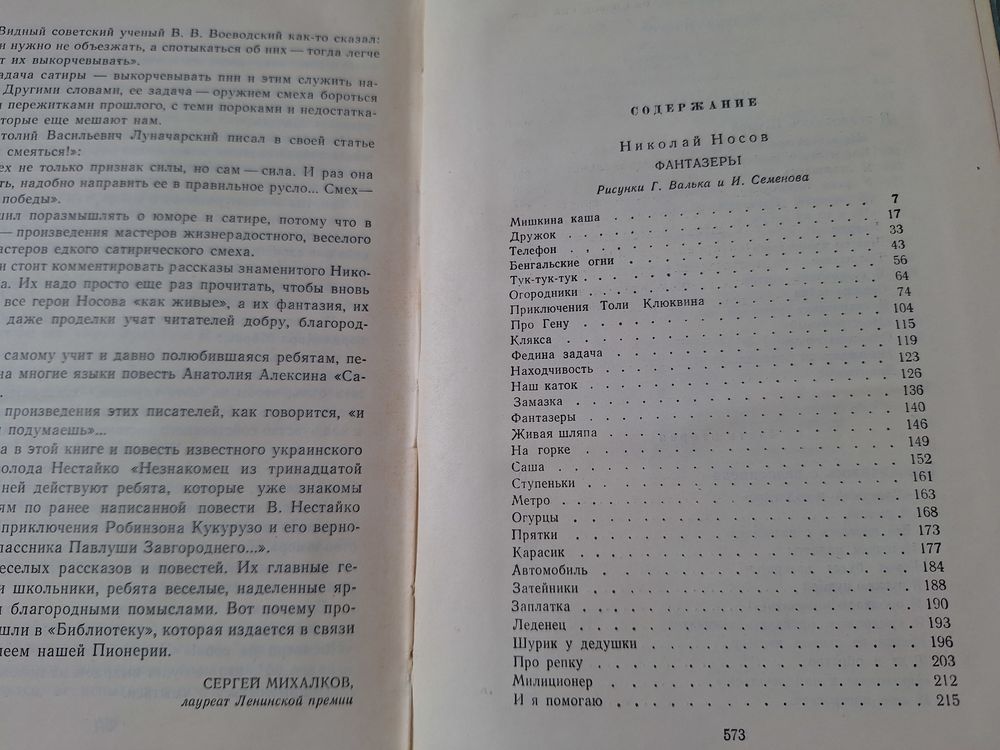 Видный советский ученый В. В. Воеводский как-то сказал:
и нужно не объезжать, а спотыкаться об них — тогда легче
т их выкорчевывать».
адача сатиры — выкорчевывать пни и этим служить на-
Другими словами, ее задача — оружием смеха бороться
и пережитками прошлого, с теми пороками и недостатка-
оторые еще мешают нам.
атолий Васильевич Луначарский писал в своей статье
смеяться!»:
ех не только признак силы, но сам — сила. И раз она
ть, надобно направить ее в правильное русло... Смех —
победы».
шил поразмышлять о юморе и сатире, потому что в
— произведения мастеров жизнерадостного, веселого
астеров едкого сатирического смеха.
и стоит комментировать рассказы знаменитого Нико-
а. Их надо просто еще раз прочитать, чтобы вновь
все герои Носова «как живые», а их фантазия, их
даже проделки учат читателей добру, благород-
самому учит и давно полюбившаяся ребятам, пе-
на многие языки повесть Анатолия Алексина «Са-
произведения этих писателей, как говорится, «и
подумаешь»...
а в этой книге и повесть известного украинского
олода Нестайко «Незнакомец из тринадцатой
ней действуют ребята, которые уже знакомы
ям по ранее написанной повести В. Нестайко
приключения Робинзона Кукурузо и его верно-
лассника Павлуши Завгороднего...».
еселых рассказов и повестей. Их главные ге-
и школьники, ребята веселые, наделенные яр-
и благородными помыслами. Вот почему про-
шли в «Библиотеку», которая издается в связи
леем нашей Пионерии.
СЕРГЕЙ МИХАЛКОВ,
лауреат Ленинской премии
СОДЕРЖАНИЕ
Николай Носов
ФАНТАЗЕРЫ
Рисунки Г. Валька и И. Семенова
Мишкина каша 7
Дружок 17
Телефон 33
Бенгальские огни 43
Тук-тук-тук 56
Огородники 64
Приключения Толи Клюквина 74
Про Гену 104
Клякса 115
Федина задача 119
Находчивость 123
Наш каток 126
Замазка 136
Фантазеры 140
Живая шляпа 146
На горке 149
Саша 152
Ступеньки 161
Метро 163
Огурцы 168
Прятки 173
Карасик 177
Автомобиль 184
Затейники 188
Заплатка 190
Леденец 193
Шурик у дедушки 196
Про репку 203
Милиционер 212
И я помогаю 215
573